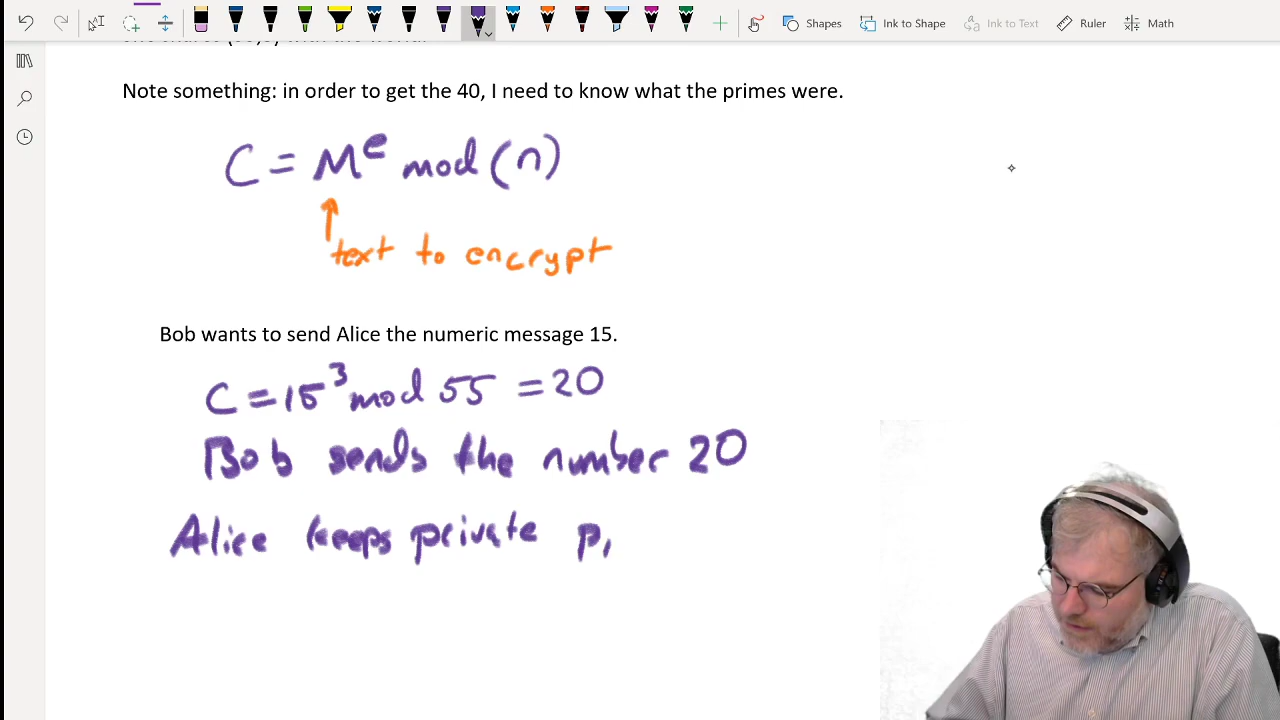 Shapes Ink to Shape Ink to Text Ruler Math
Note something: in order to get the 40, I need to know what the primes were.
C = M^e mod (n)
text to encrypt
Bob wants to send Alice the numeric message 15.
C = 15^3 mod 55 = 20
Bob sends the number 20
Alice keeps private p,